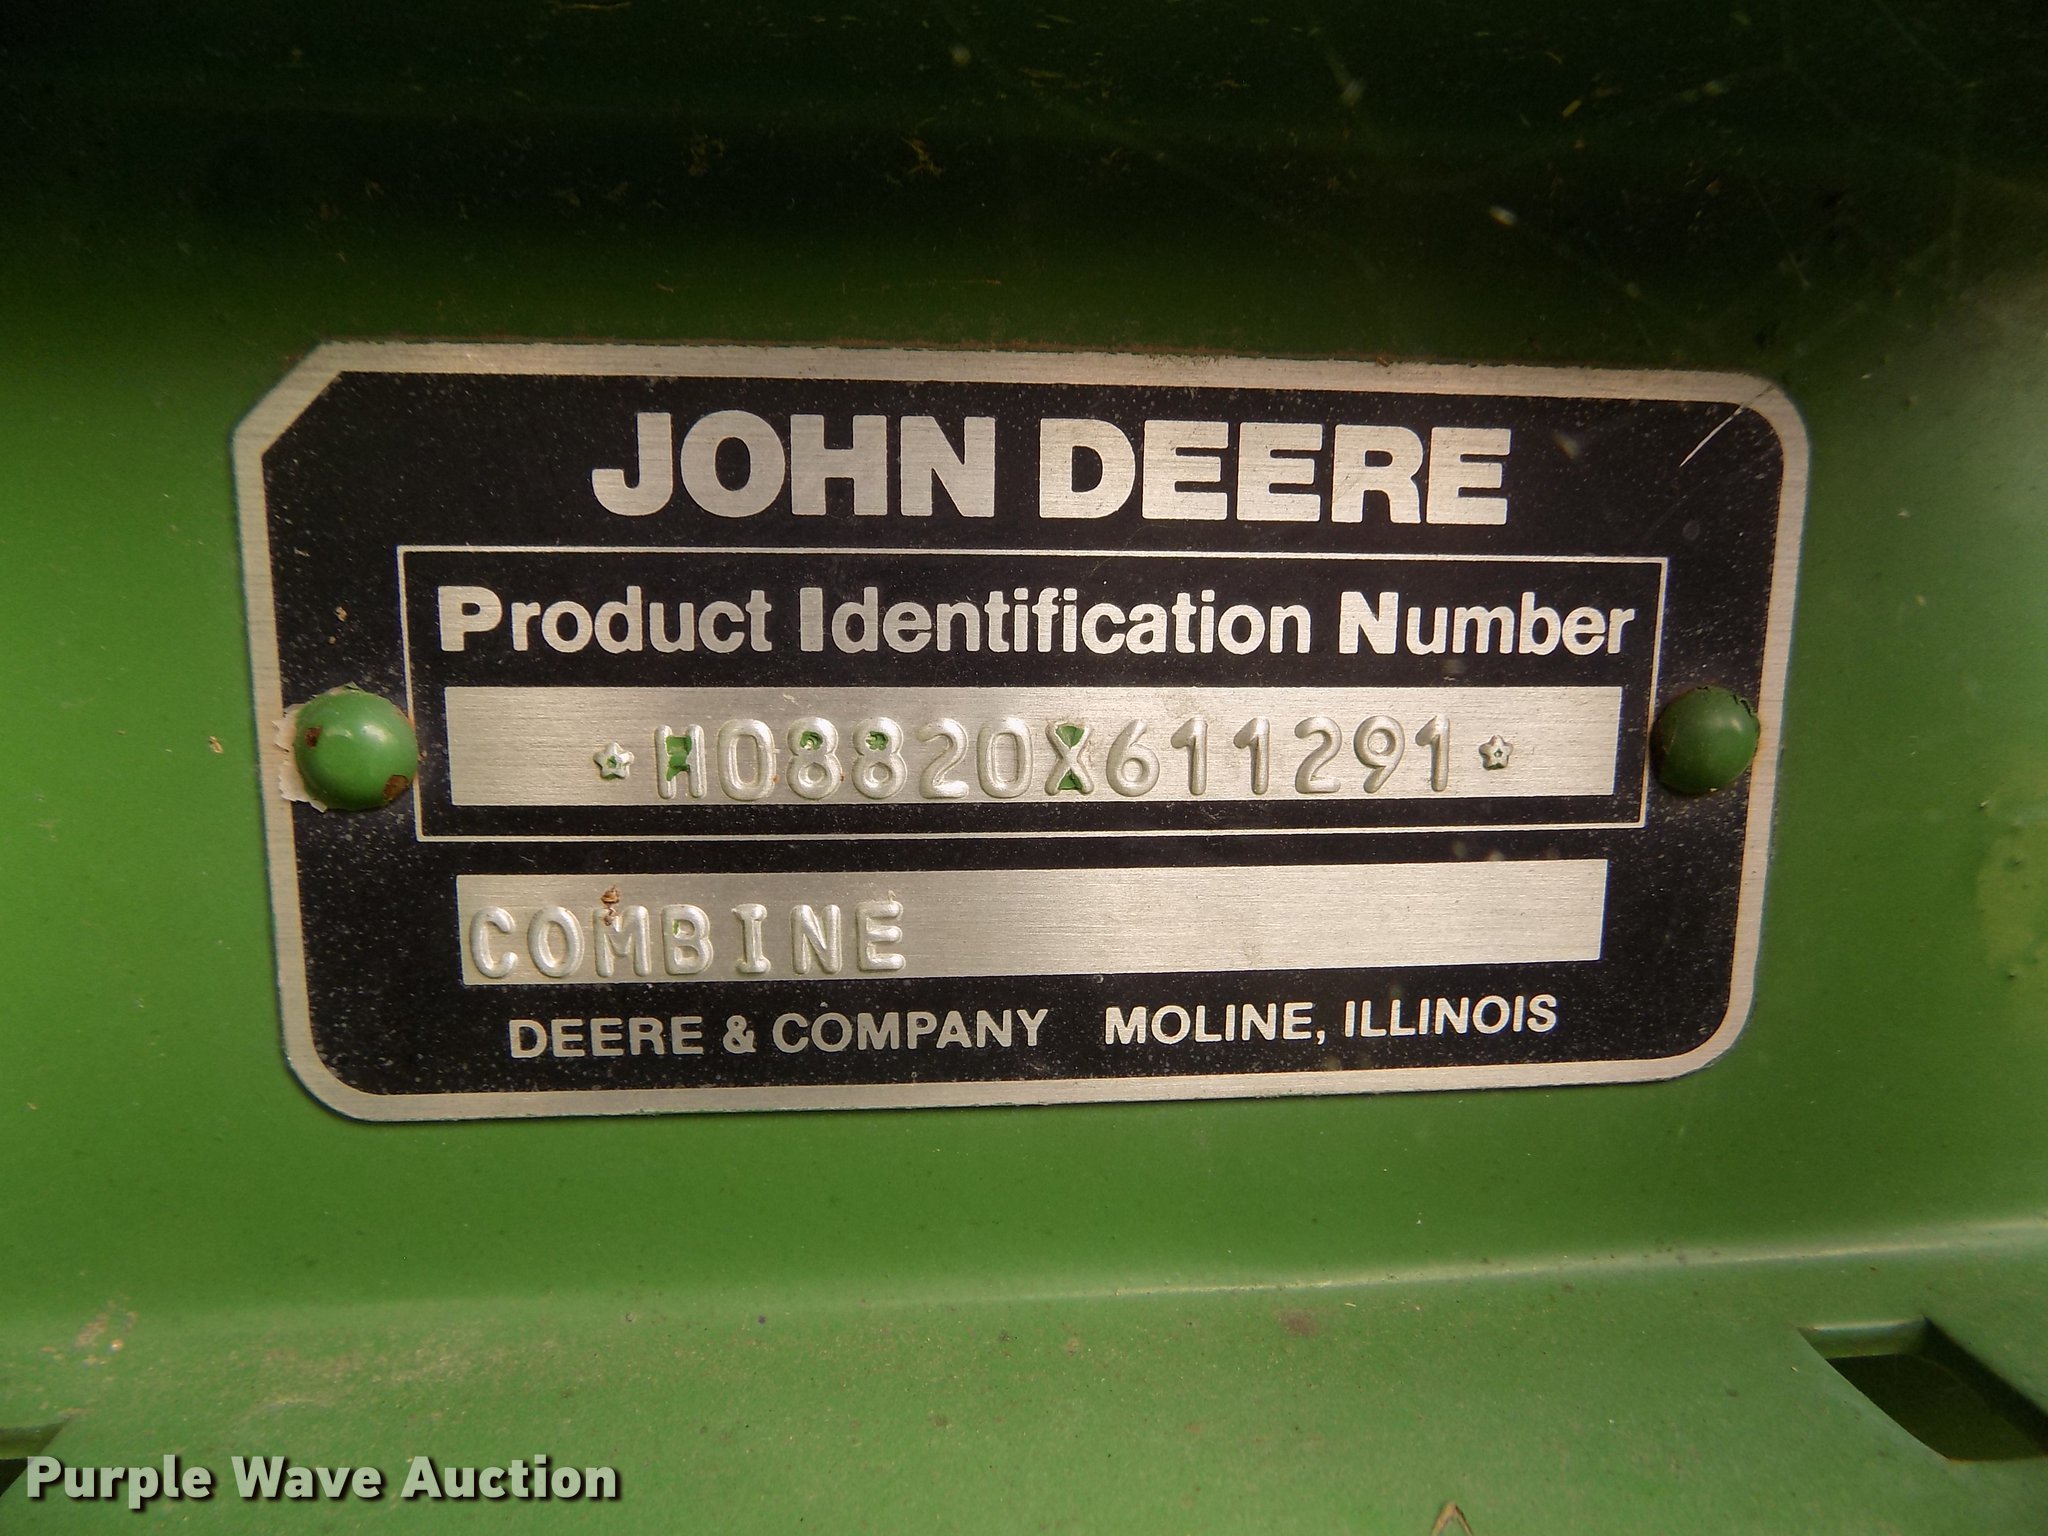 JOHN DEERE
Product Identification Number
*H08820X611291*
COMBINE
DEERE & COMPANY MOLINE, ILLINOIS
Purple Wave Auction